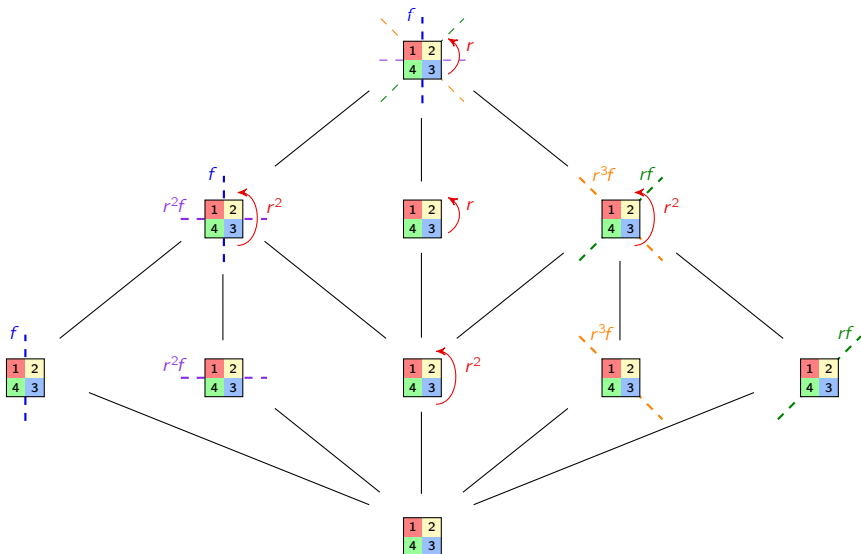 f
1 2 r
4 3
r³f rf
f
r²f 1 2 r² 1 2 r 1 2 r²
4 3 4 3 4 3
f r³f rf
1 2 r²f 1 2 1 2 r² 1 2 1 2
4 3 4 3 4 3 4 3 4 3
1 2
4 3